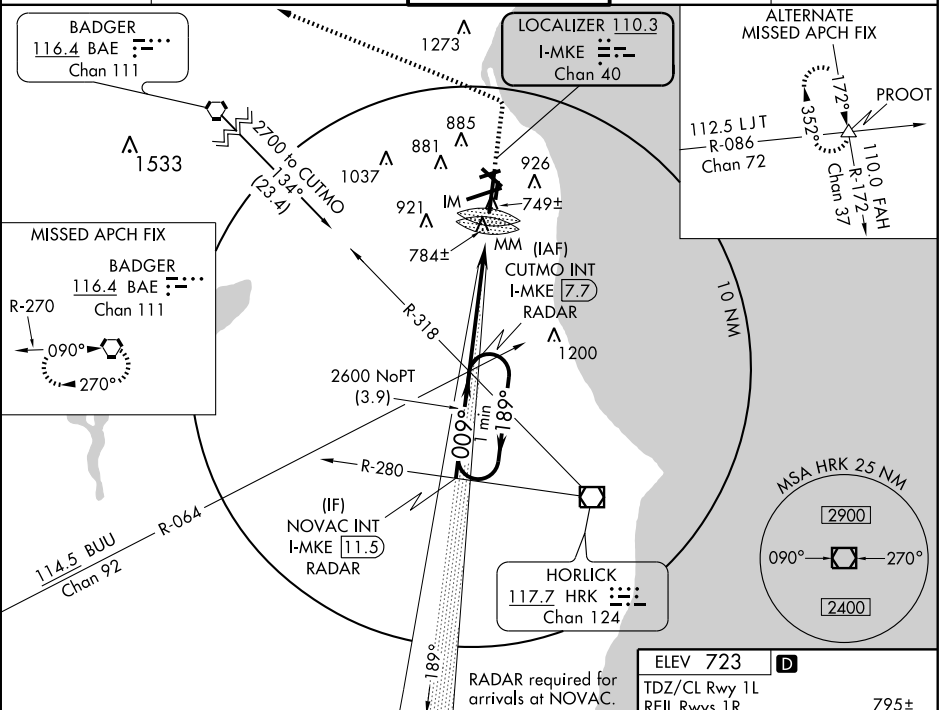 BADGER
116.4 BAE
Chan 111
1273
LOCALIZER 110.3
I-MKE
Chan 40
ALTERNATE
MISSED APCH FIX
172°
352°
PROOT
112.5 LJT
R-086
Chan 72
110.0 FAH
R-172
Chan 37
1533
2700 to CUTMO
134°
(23.4)
885
881
1037
926
IM
749±
921
784±
MM
(IAF)
CUTMO INT
I-MKE 7.7
RADAR
10 NM
MISSED APCH FIX
BADGER
116.4 BAE
Chan 111
R-270
090°
270°
R-318
1200
2600 NoPT
(3.9)
009°
1 min
189°
R-280
(IF)
NOVAC INT
I-MKE 11.5
RADAR
R-064
114.5 BUU
Chan 92
HORLICK
117.7 HRK
Chan 124
MSA HRK 25 NM
2900
090°
270°
2400
189°
RADAR required for
arrivals at NOVAC.
ELEV 723 D
TDZ/CL Rwy 1L
REIL Rwys 1R
795±